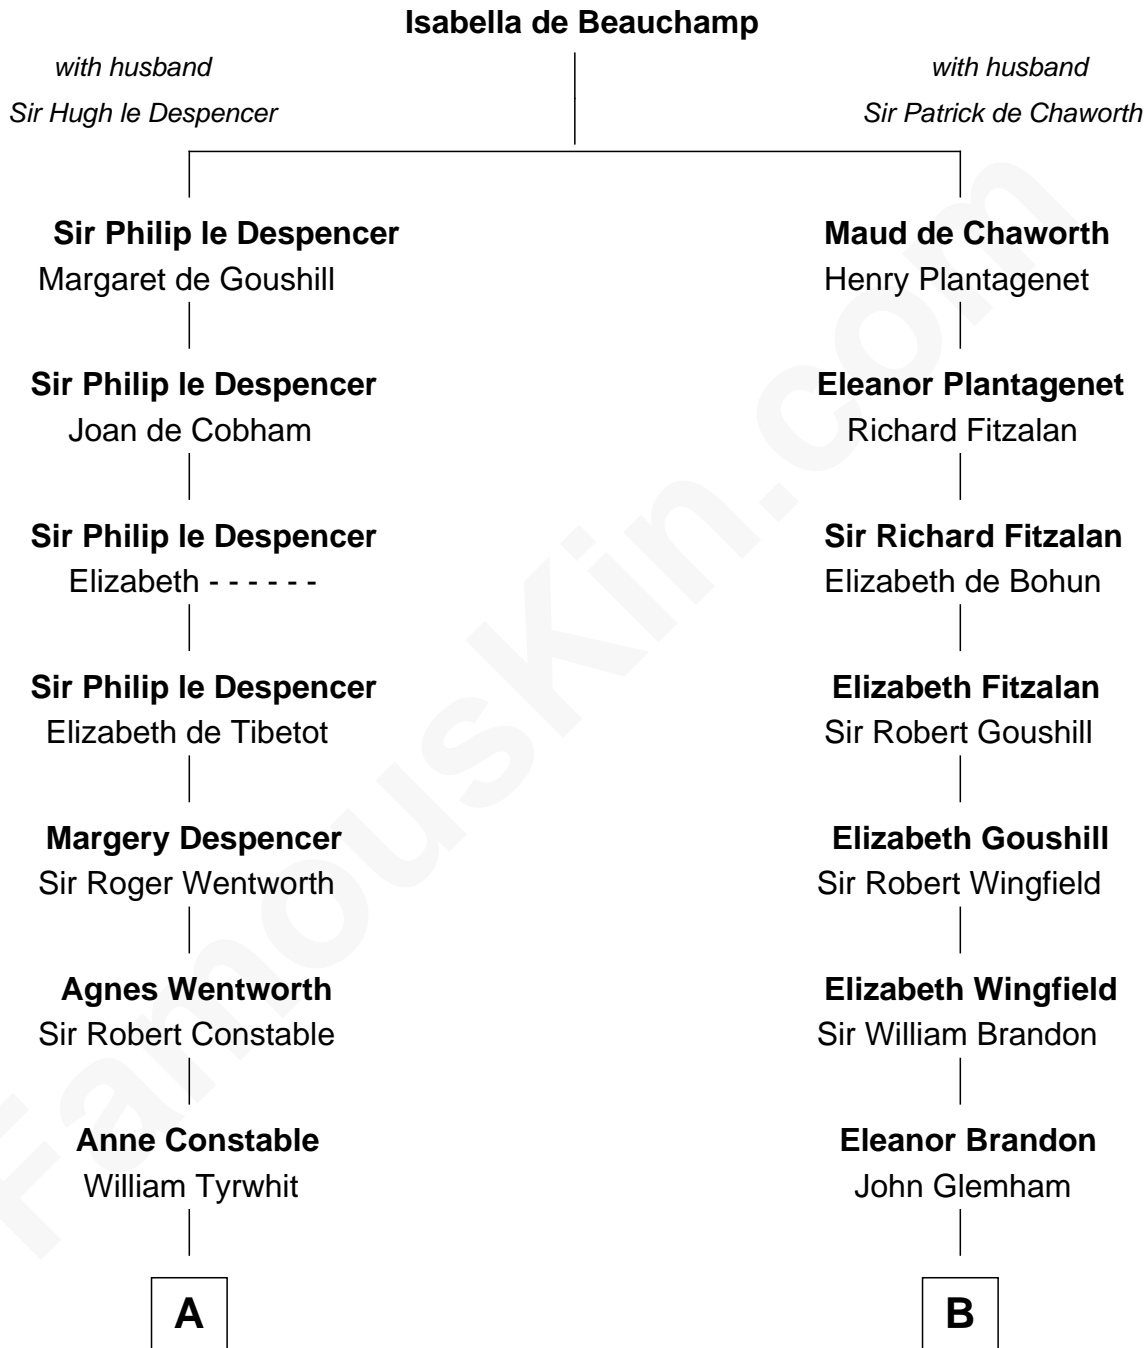 Isabella de Beauchamp
with husband
Sir Hugh le Despencer
with husband
Sir Patrick de Chaworth
Sir Philip le Despencer
Margaret de Goushill
Maud de Chaworth
Henry Plantagenet
Sir Philip le Despencer
Joan de Cobham
Eleanor Plantagenet
Richard Fitzalan
Sir Philip le Despencer
Elizabeth - - - - - -
Sir Richard Fitzalan
Elizabeth de Bohun
Sir Philip le Despencer
Elizabeth de Tibetot
Elizabeth Fitzalan
Sir Robert Goushill
Margery Despencer
Sir Roger Wentworth
Elizabeth Goushill
Sir Robert Wingfield
Agnes Wentworth
Sir Robert Constable
Elizabeth Wingfield
Sir William Brandon
Anne Constable
William Tyrwhit
Eleanor Brandon
John Glemham
A
B
FamousKin.com